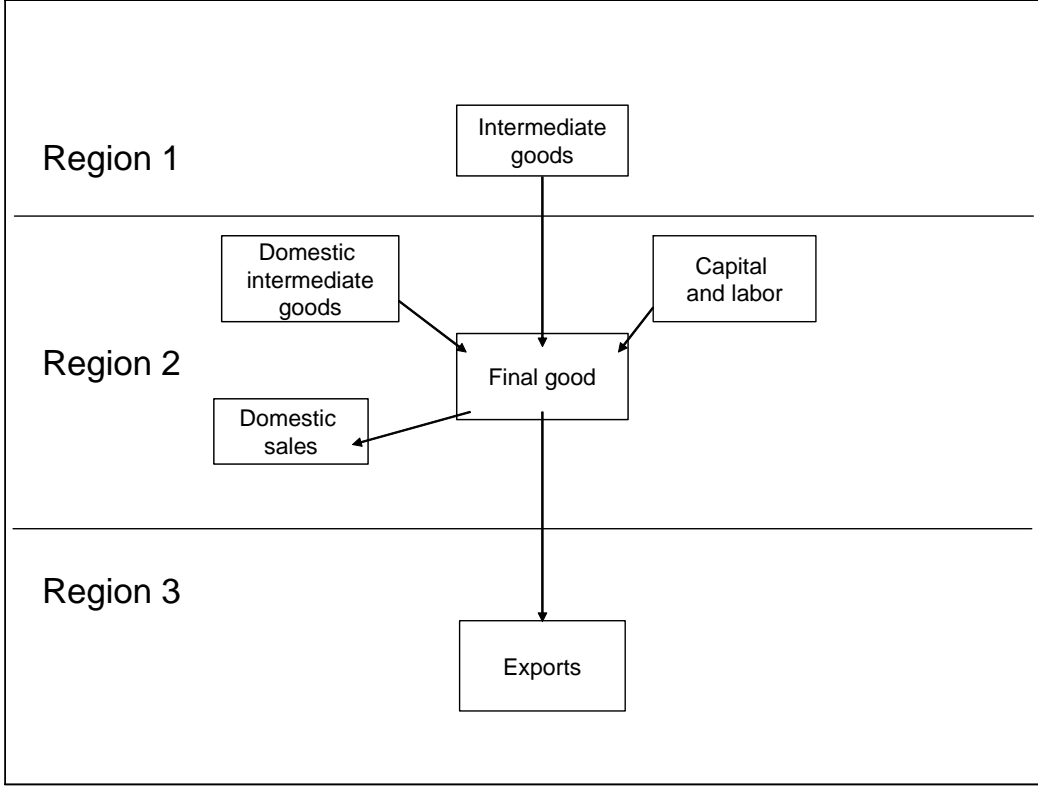 Region 1
Intermediate
goods
Domestic
intermediate
goods
Capital
and labor
Region 2
Final good
Domestic
sales
Region 3
Exports